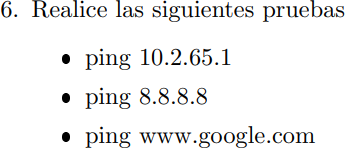 6. Realice las siguientes pruebas
• ping 10.2.65.1
• ping 8.8.8.8
• ping www.google.com